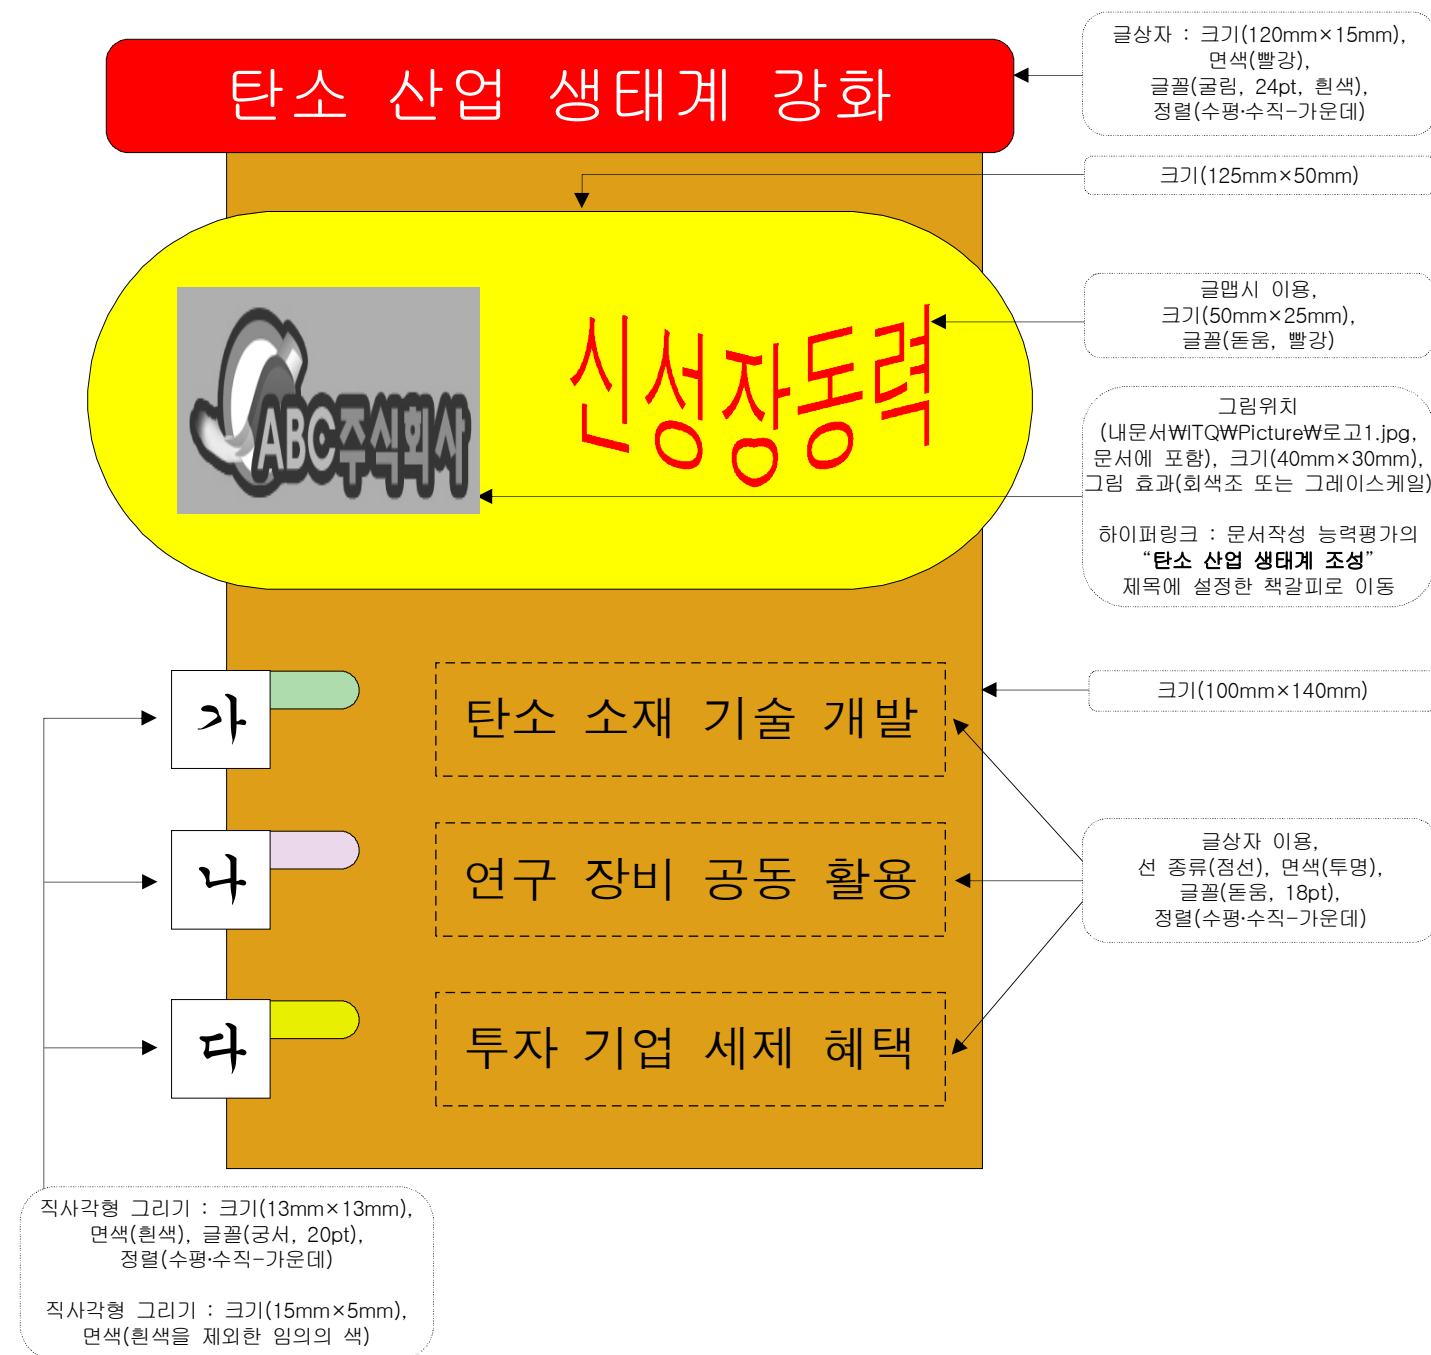 탄소 산업 생태계 강화
글상자 : 크기(120mm×15mm),
면색(빨강),
글꼴(굴림, 24pt, 흰색),
정렬(수평·수직-가운데)
크기(125mm×50mm)
ABC주식회사
신성장동력
글맵시 이용,
크기(50mm×25mm),
글꼴(돋움, 빨강)
그림위치
(내문서₩ITQ₩Picture₩로고1.jpg,
문서에 포함), 크기(40mm×30mm),
그림 효과(회색조 또는 그레이스케일)
하이퍼링크 : 문서작성 능력평가의
“탄소 산업 생태계 조성”
제목에 설정한 책갈피로 이동
가
탄소 소재 기술 개발
크기(100mm×140mm)
나
연구 장비 공동 활용
글상자 이용,
선 종류(점선), 면색(투명),
글꼴(돋움, 18pt),
정렬(수평·수직-가운데)
다
투자 기업 세제 혜택
직사각형 그리기 : 크기(13mm×13mm),
면색(흰색), 글꼴(궁서, 20pt),
정렬(수평·수직-가운데)
직사각형 그리기 : 크기(15mm×5mm),
면색(흰색을 제외한 임의의 색)